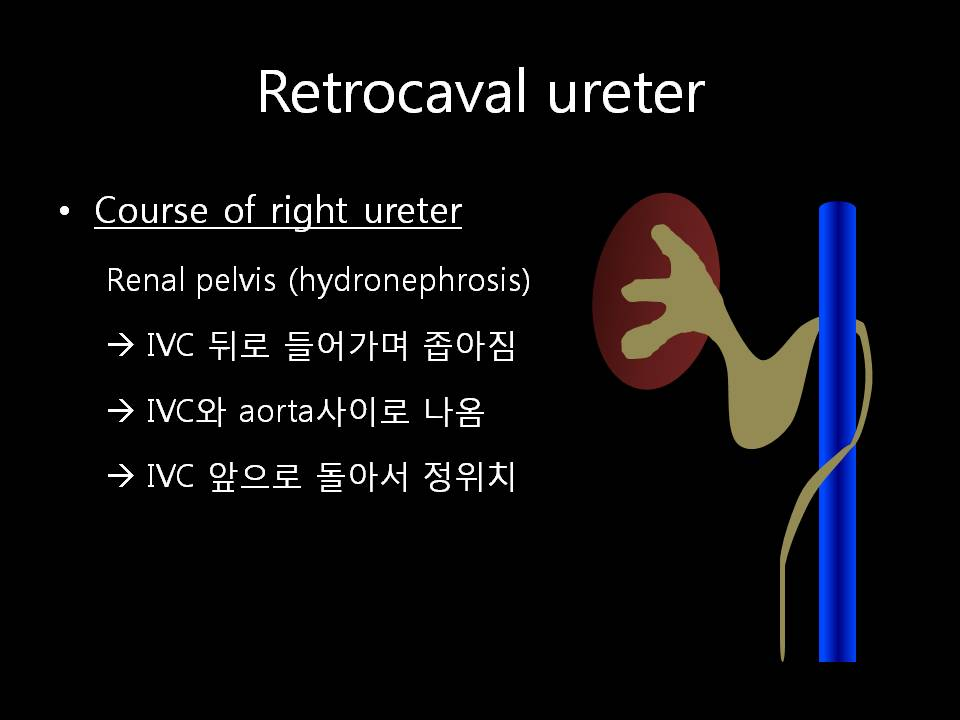 Retrocaval ureter
• Course of right ureter
Renal pelvis (hydronephrosis)
→ IVC 뒤로 들어가며 좁아짐
→ IVC와 aorta사이로 나옴
→ IVC 앞으로 돌아서 정위치